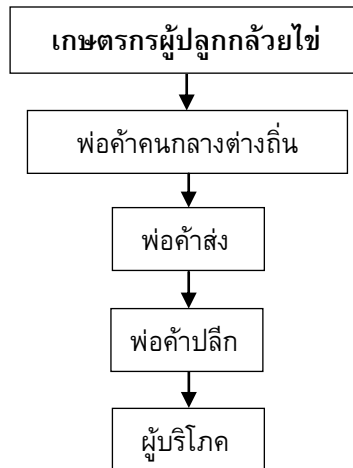 เกษตรกรผู้ปลูกกล้วยไข่
พ่อค้าคนกลางต่างถิ่น
พ่อค้าส่ง
พ่อค้าปลีก
ผู้บริโภค